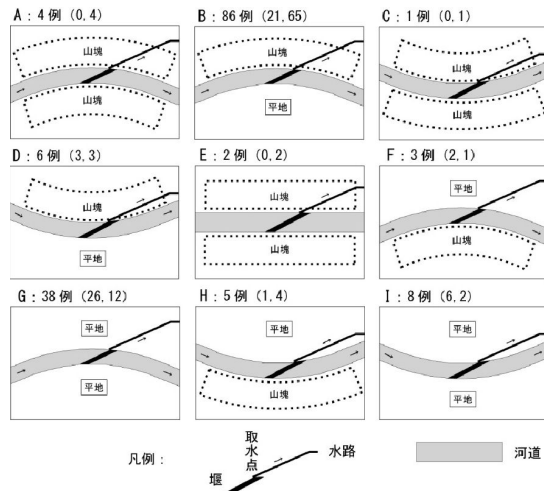 A：4例（0,4）
B：86例（21,65）
C：1例（0,1）
山塊
山塊
山塊
平地
山塊
山塊
D：6例（3,3）
E：2例（0,2）
F：3例（2,1）
山塊
平地
山塊
山塊
平地
山塊
G：38例（26,12）
H：5例（1,4）
I：8例（6,2）
平地
平地
平地
山塊
平地
平地
凡例：
堰
取水点
水路
河道